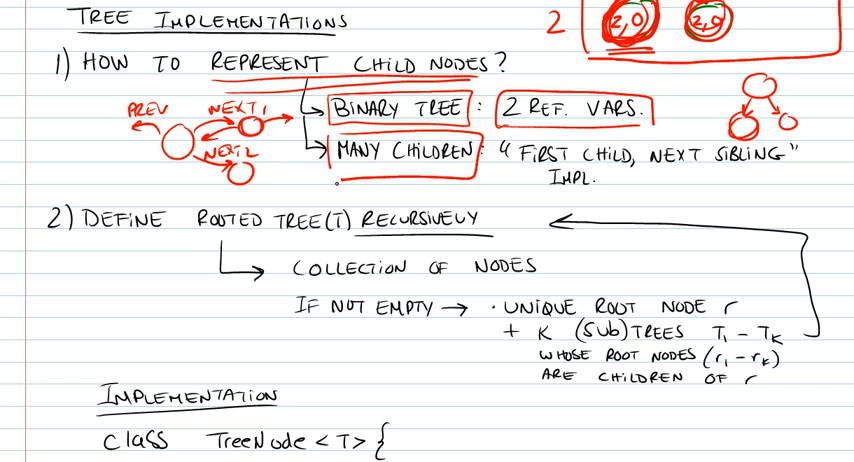 TREE IMPLEMENTATIONS
2
2,0 2,0
1) HOW TO REPRESENT CHILD NODES?
PREV NEXT1
NEXT2
BINARY TREE : 2 REF. VARS.
MANY CHILDREN : "FIRST CHILD, NEXT SIBLING"
IMPL.
2) DEFINE ROOTED TREE(T) RECURSIVELY
COLLECTION OF NODES
IF NOT EMPTY → · UNIQUE ROOT NODE r
+ K (SUB)TREES T1 - TK
WHOSE ROOT NODES (r1 - rK)
ARE CHILDREN OF r
IMPLEMENTATION
class TreeNode <T> {